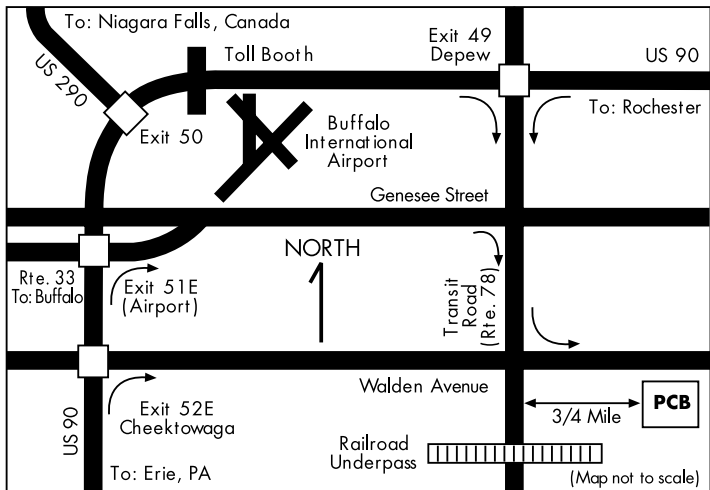 To: Niagara Falls, Canada
US 290
Toll Booth
Exit 49
Depew
US 90
Exit 50
To: Rochester
Buffalo
International
Airport
Genesee Street
NORTH
Rte. 33
To: Buffalo
Exit 51E
(Airport)
Transit
Road
(Rte. 78)
Walden Avenue
US 90
Exit 52E
Cheektowaga
3/4 Mile
PCB
Railroad
Underpass
To: Erie, PA
(Map not to scale)